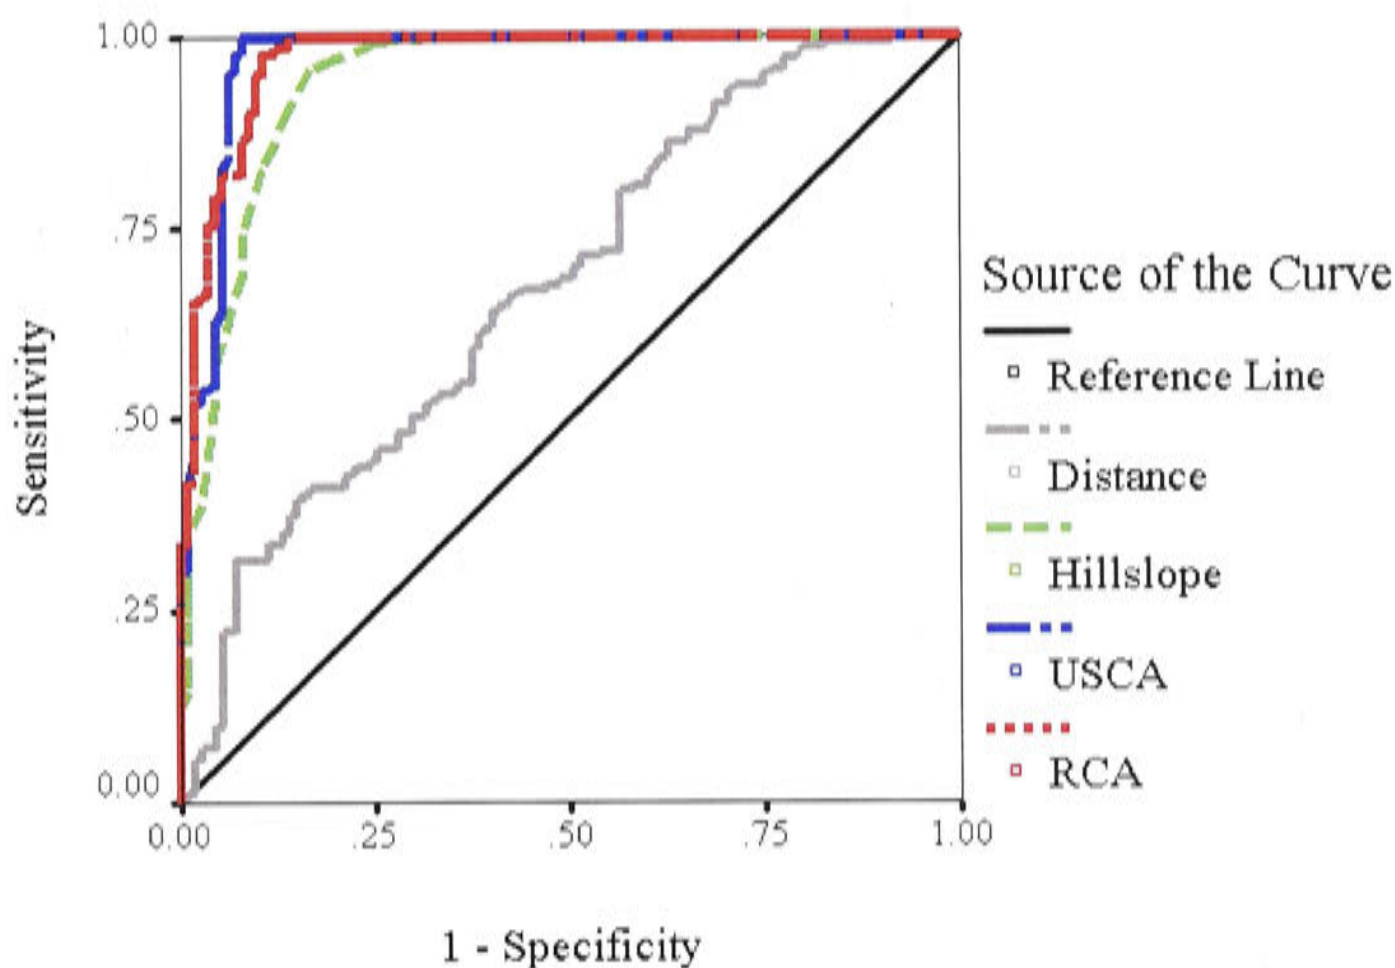 1.00
.75
.50
.25
0.00
Sensitivity
0.00 .25 .50 .75 1.00
1 - Specificity
Source of the Curve
Reference Line
Distance
Hillslope
USCA
RCA